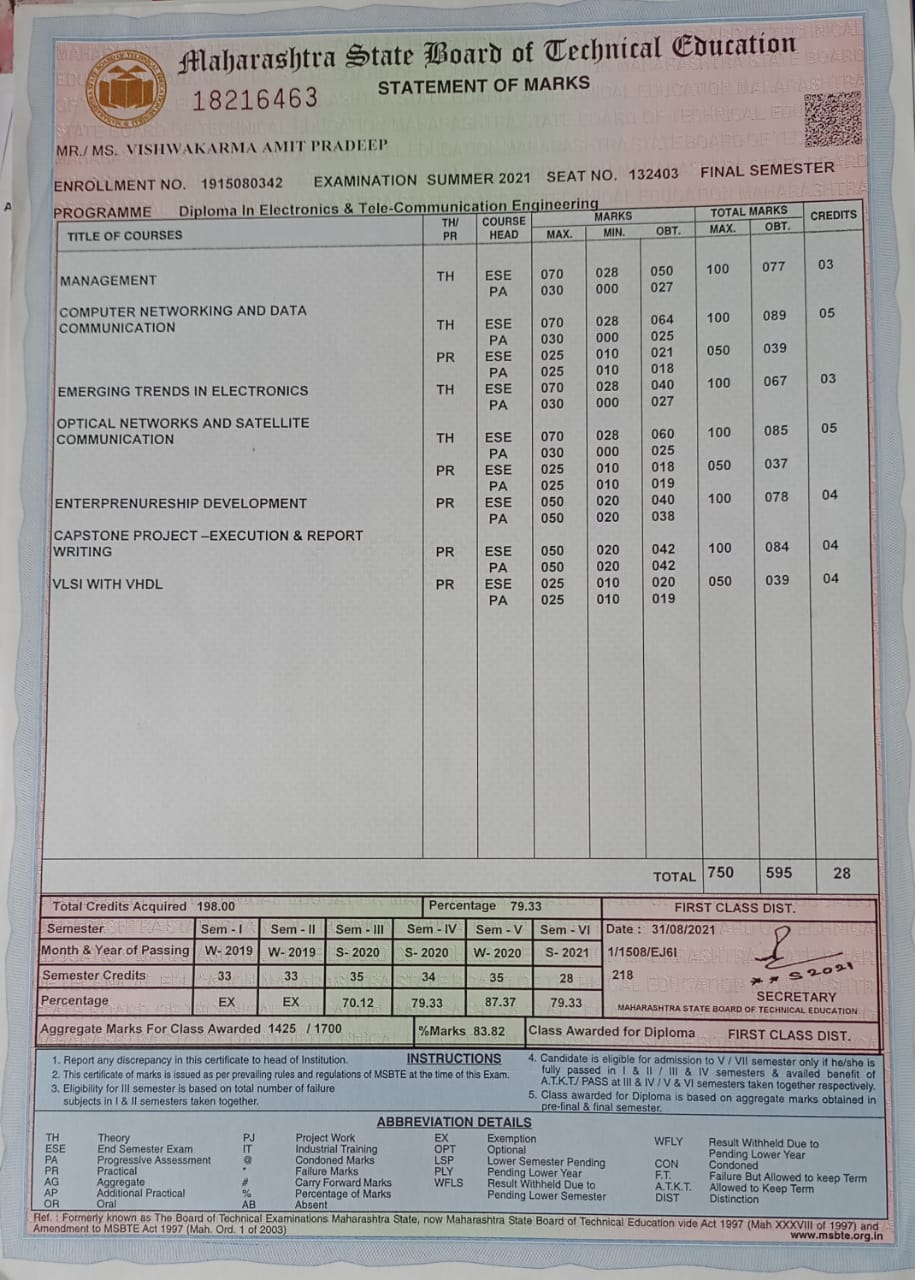 Maharashtra State Board of Technical Education
18216463 STATEMENT OF MARKS
MR./ MS. VISHWAKARMA AMIT PRADEEP
ENROLLMENT NO. 1915080342 EXAMINATION SUMMER 2021 SEAT NO. 132403 FINAL SEMESTER
PROGRAMME Diploma In Electronics & Tele-Communication Engineering
TITLE OF COURSES TH/ PR COURSE HEAD MARKS MAX. MIN. OBT. TOTAL MARKS MAX. OBT. CREDITS
MANAGEMENT TH ESE 070 028 050 100 077 03
PA 030 000 027
COMPUTER NETWORKING AND DATA
COMMUNICATION TH ESE 070 028 064 100 089 05
PA 030 000 025
PR ESE 025 010 021 050 039
PA 025 010 018
EMERGING TRENDS IN ELECTRONICS TH ESE 070 028 040 100 067 03
PA 030 000 027
OPTICAL NETWORKS AND SATELLITE
COMMUNICATION TH ESE 070 028 060 100 085 05
PA 030 000 025
PR ESE 025 010 018 050 037
PA 025 010 019
ENTERPRENURESHIP DEVELOPMENT PR ESE 050 020 040 100 078 04
PA 050 020 038
CAPSTONE PROJECT –EXECUTION & REPORT
WRITING PR ESE 050 020 042 100 084 04
PA 050 020 042
VLSI WITH VHDL PR ESE 025 010 020 050 039 04
PA 025 010 019
TOTAL 750 595 28
Total Credits Acquired 198.00 Percentage 79.33 FIRST CLASS DIST.
Semester Sem - I Sem - II Sem - III Sem - IV Sem - V Sem - VI Date : 31/08/2021
Month & Year of Passing W- 2019 W- 2019 S- 2020 S- 2020 W- 2020 S- 2021 1/1508/EJ6I
Semester Credits 33 33 35 34 35 28 218
* * S 2021
Percentage EX EX 70.12 79.33 87.37 79.33
SECRETARY
MAHARASHTRA STATE BOARD OF TECHNICAL EDUCATION
Aggregate Marks For Class Awarded 1425 / 1700 %Marks 83.82 Class Awarded for Diploma FIRST CLASS DIST.
INSTRUCTIONS
1. Report any discrepancy in this certificate to head of Institution.
2. This certificate of marks is issued as per prevailing rules and regulations of MSBTE at the time of this Exam.
3. Eligibility for III semester is based on total number of failure
subjects in I & II semesters taken together.
4. Candidate is eligible for admission to V / VII semester only if he/she is
fully passed in I & II / III & IV semesters & availed benefit of
A.T.K.T./ PASS at III & IV / V & VI semesters taken together respectively.
5. Class awarded for Diploma is based on aggregate marks obtained in
pre-final & final semester.
ABBREVIATION DETAILS
TH Theory PJ Project Work EX Exemption WFLY Result Withheld Due to
ESE End Semester Exam IT Industrial Training OPT Optional Pending Lower Year
PA Progressive Assessment @ Condoned Marks LSP Lower Semester Pending CON Condoned
PR Practical * Failure Marks PLY Pending Lower Year F.T. Failure But Allowed to keep Term
AG Aggregate # Carry Forward Marks WFLS Result Withheld Due to A.T.K.T. Allowed to Keep Term
AP Additional Practical % Percentage of Marks Pending Lower Semester DIST Distinction
OR Oral AB Absent
Ref. : Formerly known as The Board of Technical Examinations Maharashtra State, now Maharashtra State Board of Technical Education vide Act 1997 (Mah XXXVIII of 1997) and
Amendment to MSBTE Act 1997 (Mah. Ord. 1 of 2003)
www.msbte.org.in